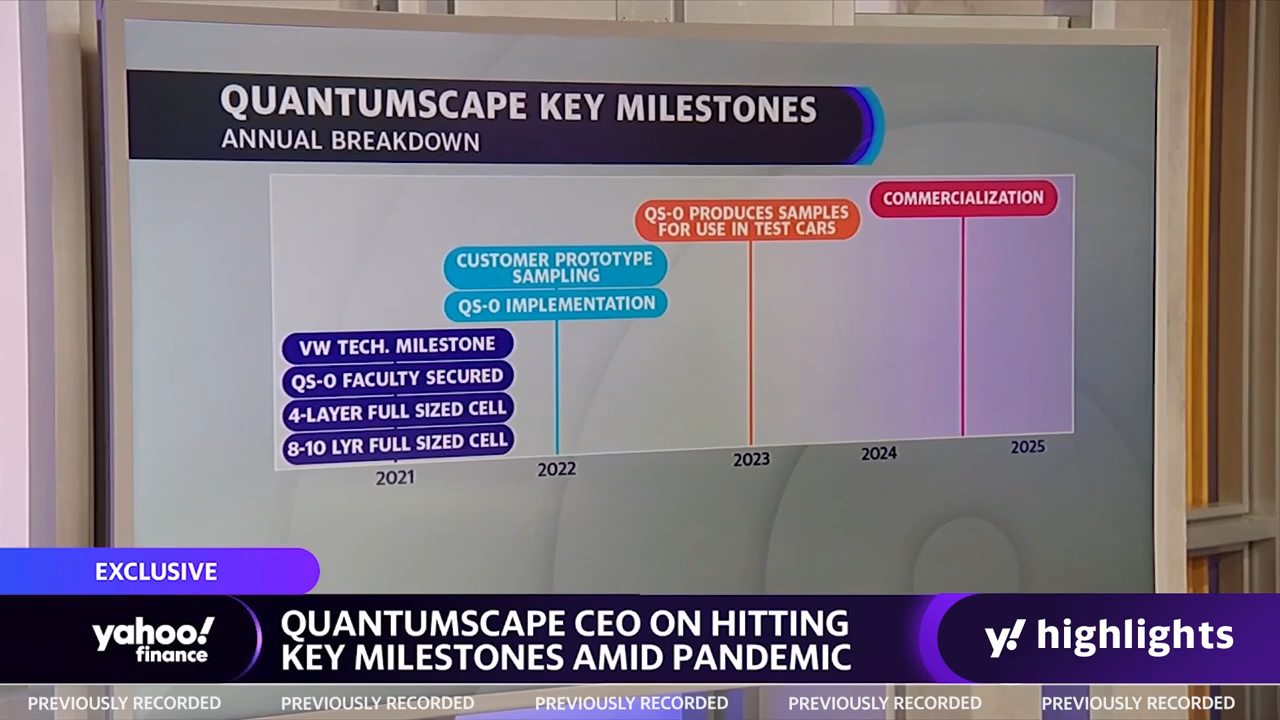 QUANTUMSCAPE KEY MILESTONES
ANNUAL BREAKDOWN
COMMERCIALIZATION
QS-0 PRODUCES SAMPLES
FOR USE IN TEST CARS
CUSTOMER PROTOTYPE
SAMPLING
QS-0 IMPLEMENTATION
VW TECH. MILESTONE
QS-0 FACULTY SECURED
4-LAYER FULL SIZED CELL
8-10 LYR FULL SIZED CELL
2021
2022
2023
2024
2025
EXCLUSIVE
yahoo!
finance
QUANTUMSCAPE CEO ON HITTING
KEY MILESTONES AMID PANDEMIC
y! highlights
PREVIOUSLY RECORDED PREVIOUSLY RECORDED PREVIOUSLY RECORDED PREVIOUSLY RECORDED PREVIOUSLY RECORDED